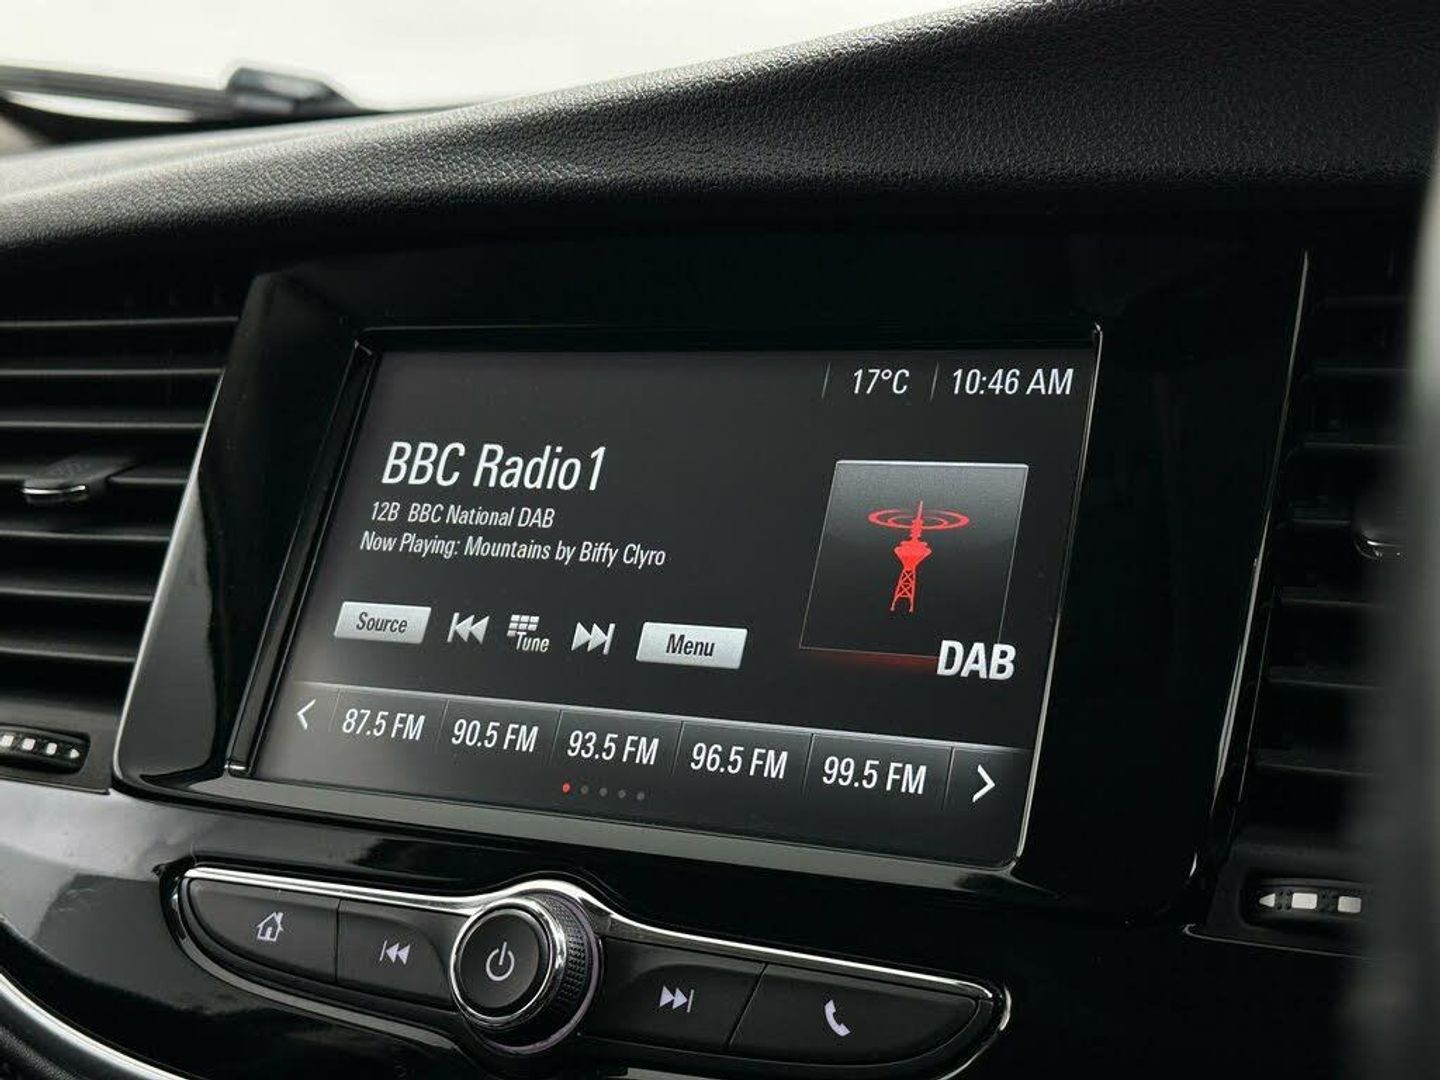 17°C 10:46 AM
BBC Radio1
12B BBC National DAB
Now Playing: Mountains by Biffy Clyro
Source Tune Menu
DAB
87.5 FM 90.5 FM 93.5 FM 96.5 FM 99.5 FM